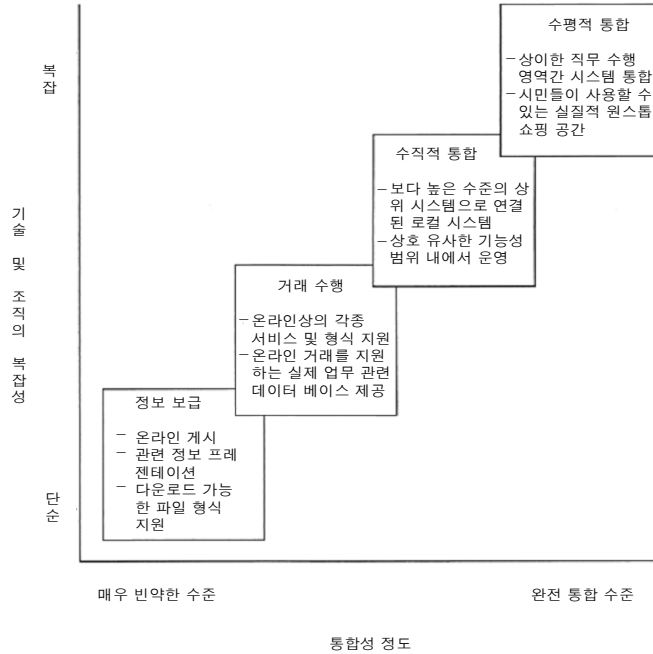 수평적 통합
– 상이한 직무 수행
영역간 시스템 통합
– 시민들이 사용할 수
있는 실질적 원스톱
쇼핑 공간
복잡
수직적 통합
– 보다 높은 수준의 상
위 시스템으로 연결
된 로컬 시스템
– 상호 유사한 기능성
범위 내에서 운영
기술 및 조직의 복잡성
거래 수행
– 온라인상의 각종
서비스 및 형식 지원
– 온라인 거래를 지원
하는 실제 업무 관련
데이터 베이스 제공
정보 보급
– 온라인 게시
– 관련 정보 프레
젠테이션
– 다운로드 가능
한 파일 형식
지원
단순
매우 빈약한 수준
완전 통합 수준
통합성 정도